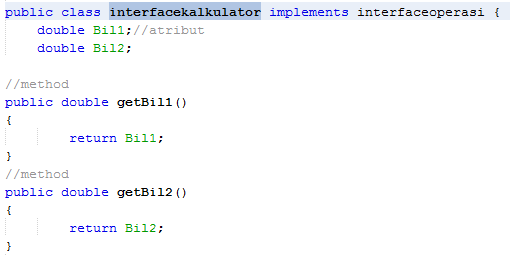 public class interfacekalkulator implements interfaceoperasi {
    double Bil1;//atribut
    double Bil2;
//method
public double getBil1()
{
        return Bil1;
}
//method
public double getBil2()
{
        return Bil2;
}